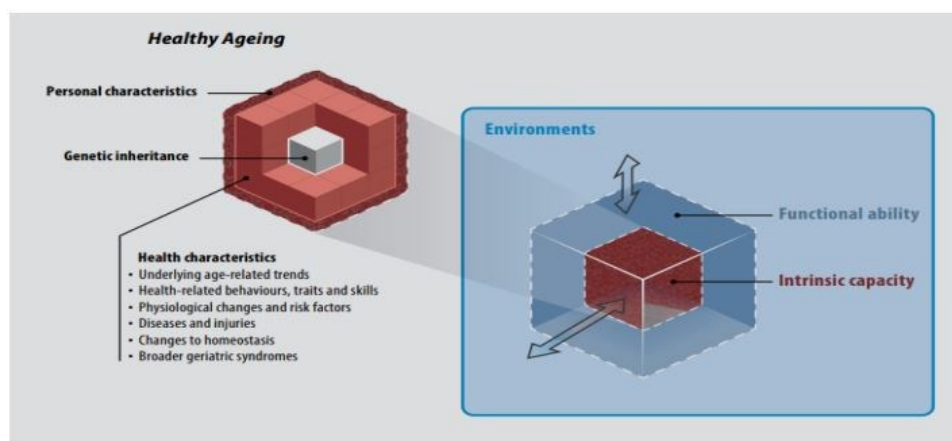 Healthy Ageing
Personal characteristics
Genetic inheritance
Health characteristics
• Underlying age-related trends
• Health-related behaviours, traits and skills
• Physiological changes and risk factors
• Diseases and injuries
• Changes to homeostasis
• Broader geriatric syndromes
Environments
Functional ability
Intrinsic capacity